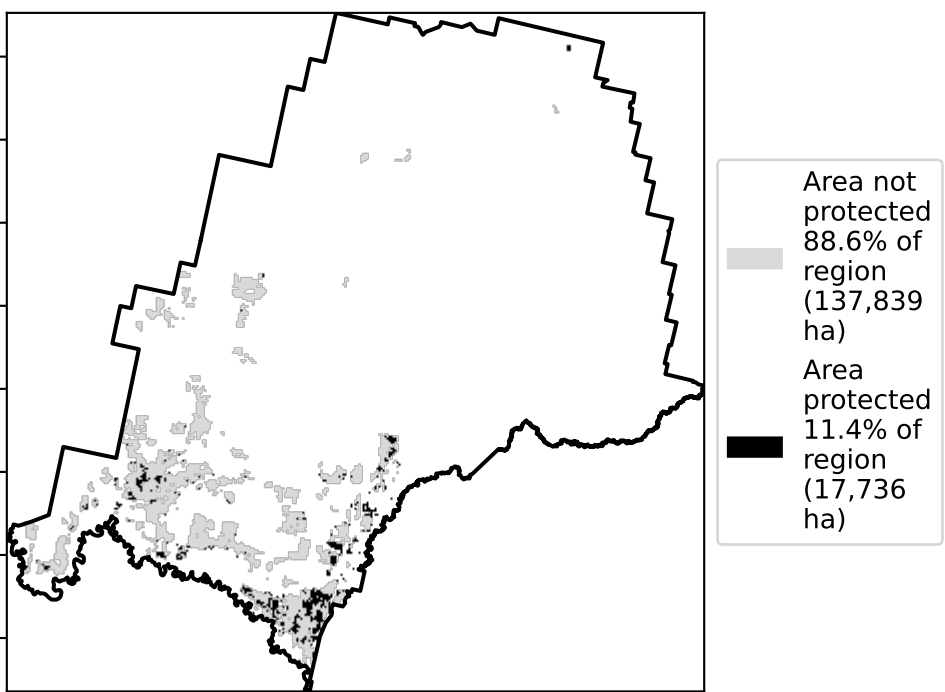 Area not
protected
88.6% of
region
(137,839
ha)
Area
protected
11.4% of
region
(17,736
ha)